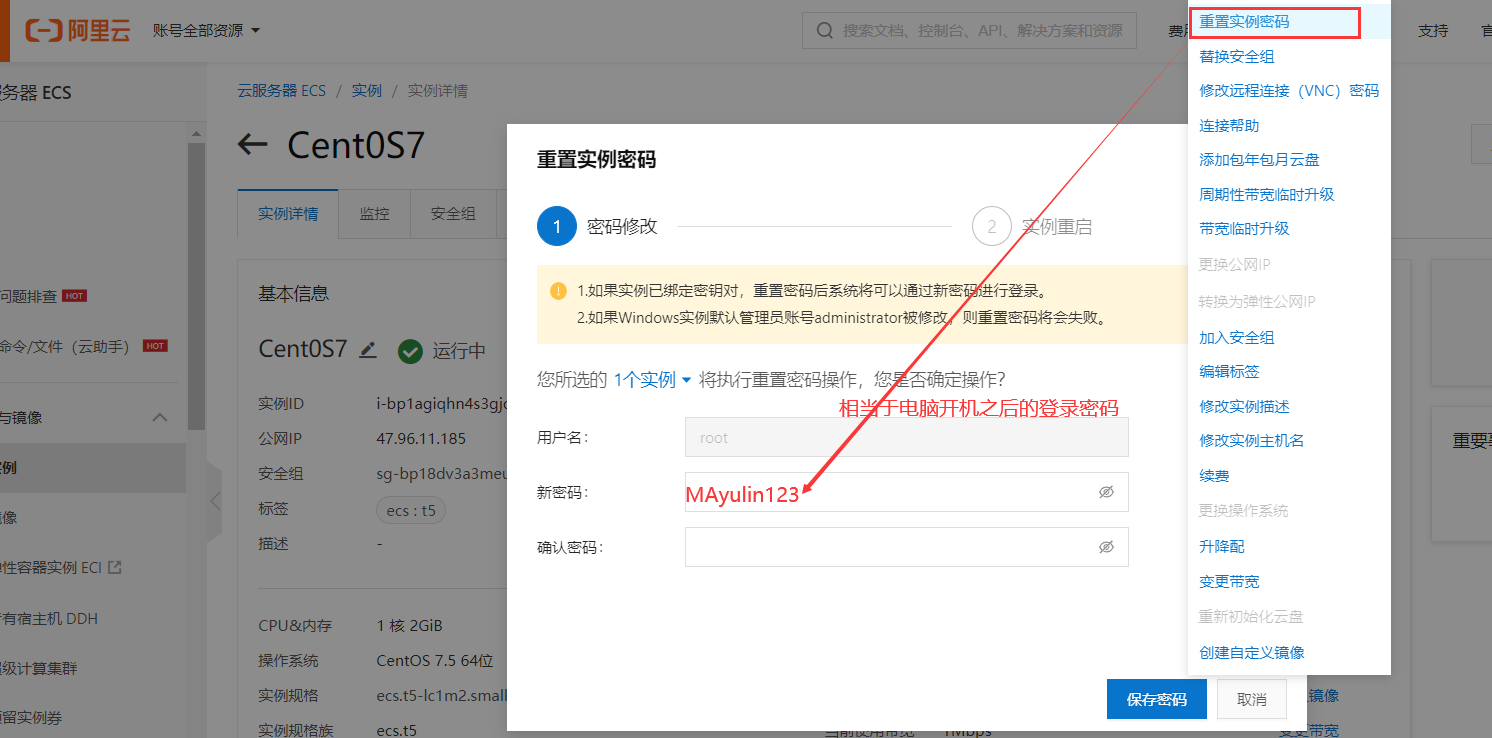 阿里云
账号全部资源
搜索文档、控制台、API、解决方案和资源
支持
务器 ECS
云服务器 ECS / 实例 / 实例详情
← Cent0S7
实例详情
监控
安全组
问题排查 HOT
命令/文件（云助手） HOT
与镜像
基本信息
Cent0S7
运行中
实例ID
公网IP 47.96.11.185
安全组
标签 ecs : t5
描述 -
CPU&内存 1 核 2GiB
操作系统 CentOS 7.5 64位
实例规格 ecs.t5-lc1m2.small
实例规格族 ecs.t5
性容器实例 ECI
有宿主机 DDH
级计算集群
留实例券
重置实例密码
1 密码修改
2 实例重启
1.如果实例已绑定密钥对，重置密码后系统将可以通过新密码进行登录。
2.如果Windows实例默认管理员账号administrator被修改，则重置密码将会失败。
您所选的 1个实例 将执行重置密码操作，您是否确定操作？
相当于电脑开机之后的登录密码
用户名： root
新密码： MAyulin123
确认密码：
保存密码
取消
重置实例密码
替换安全组
修改远程连接（VNC）密码
连接帮助
添加包年包月云盘
周期性带宽临时升级
带宽临时升级
更换公网IP
转换为弹性公网IP
加入安全组
编辑标签
修改实例描述
修改实例主机名
续费
更换操作系统
升降配
变更带宽
重新初始化云盘
创建自定义镜像
重要
变更带宽